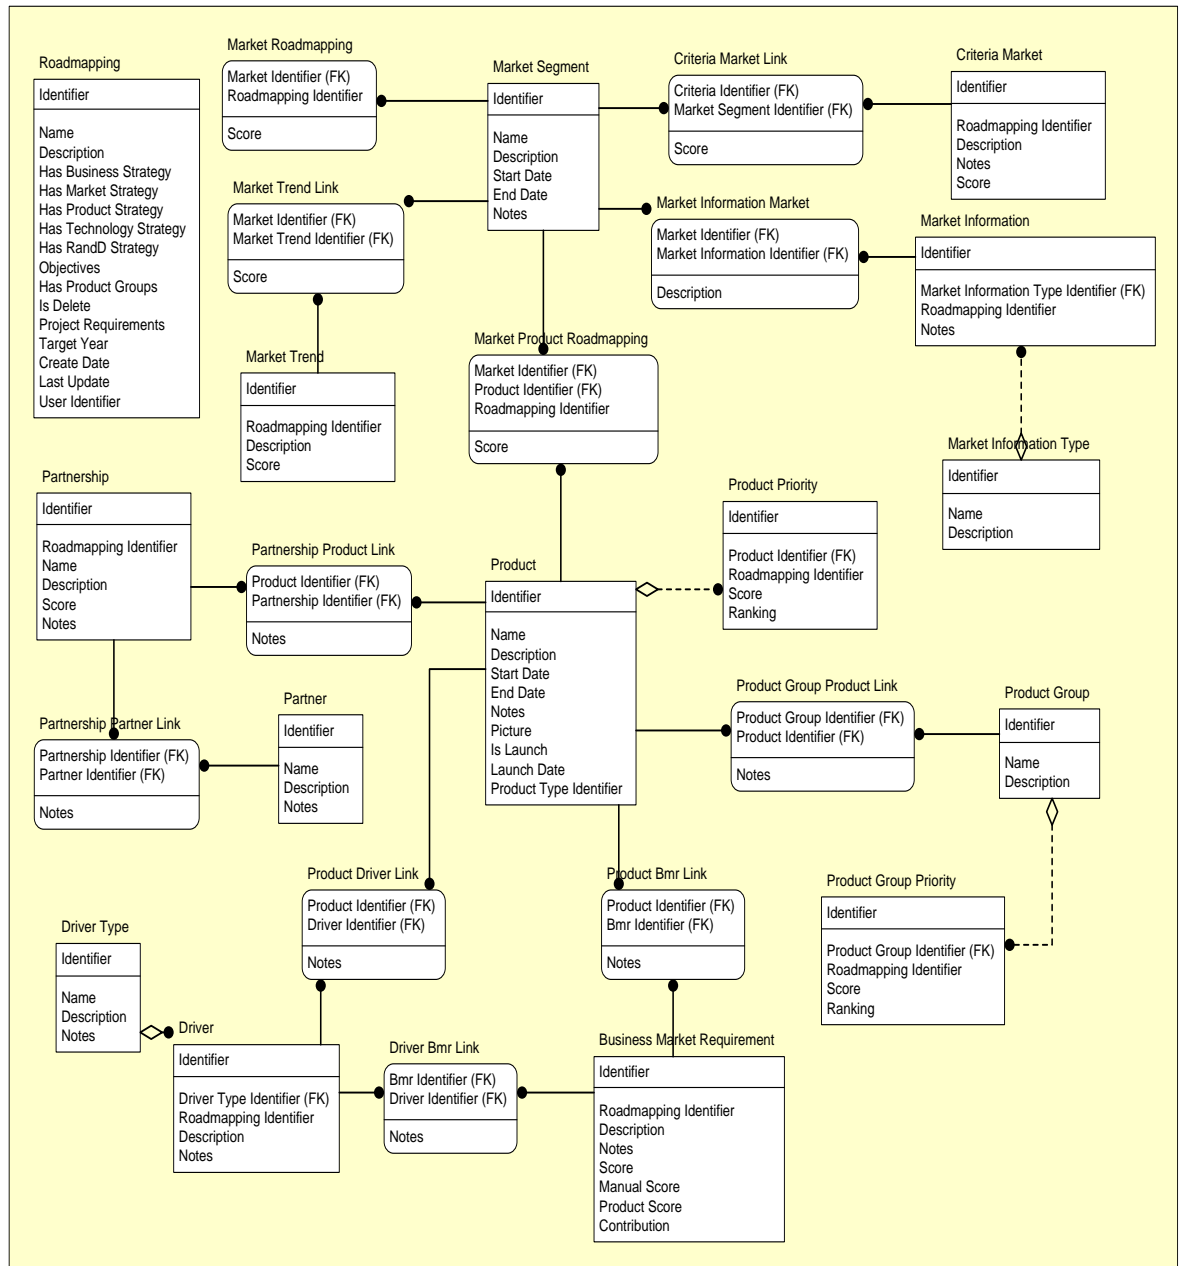 Roadmapping
Identifier
Name
Description
Has Business Strategy
Has Market Strategy
Has Product Strategy
Has Technology Strategy
Has RandD Strategy
Objectives
Has Product Groups
Is Delete
Project Requirements
Target Year
Create Date
Last Update
User Identifier
Market Roadmapping
Market Identifier (FK)
Roadmapping Identifier
Score
Market Segment
Identifier
Name
Description
Start Date
End Date
Notes
Criteria Market Link
Criteria Identifier (FK)
Market Segment Identifier (FK)
Score
Criteria Market
Identifier
Roadmapping Identifier
Description
Notes
Score
Market Trend Link
Market Identifier (FK)
Market Trend Identifier (FK)
Score
Market Information Market
Market Identifier (FK)
Market Information Identifier (FK)
Description
Market Information
Identifier
Market Information Type Identifier (FK)
Roadmapping Identifier
Notes
Market Trend
Identifier
Roadmapping Identifier
Description
Score
Market Product Roadmapping
Market Identifier (FK)
Product Identifier (FK)
Roadmapping Identifier
Score
Market Information Type
Identifier
Name
Description
Partnership
Identifier
Roadmapping Identifier
Name
Description
Score
Notes
Partnership Product Link
Product Identifier (FK)
Partnership Identifier (FK)
Notes
Product
Identifier
Name
Description
Start Date
End Date
Notes
Picture
Is Launch
Launch Date
Product Type Identifier
Product Priority
Identifier
Product Identifier (FK)
Roadmapping Identifier
Score
Ranking
Partnership Partner Link
Partnership Identifier (FK)
Partner Identifier (FK)
Notes
Partner
Identifier
Name
Description
Notes
Product Group Product Link
Product Group Identifier (FK)
Product Identifier (FK)
Notes
Product Group
Identifier
Name
Description
Product Driver Link
Product Identifier (FK)
Driver Identifier (FK)
Notes
Product Bmr Link
Product Identifier (FK)
Bmr Identifier (FK)
Notes
Product Group Priority
Identifier
Product Group Identifier (FK)
Roadmapping Identifier
Score
Ranking
Driver Type
Identifier
Name
Description
Notes
Driver
Identifier
Driver Type Identifier (FK)
Roadmapping Identifier
Description
Notes
Driver Bmr Link
Bmr Identifier (FK)
Driver Identifier (FK)
Notes
Business Market Requirement
Identifier
Roadmapping Identifier
Description
Notes
Score
Manual Score
Product Score
Contribution